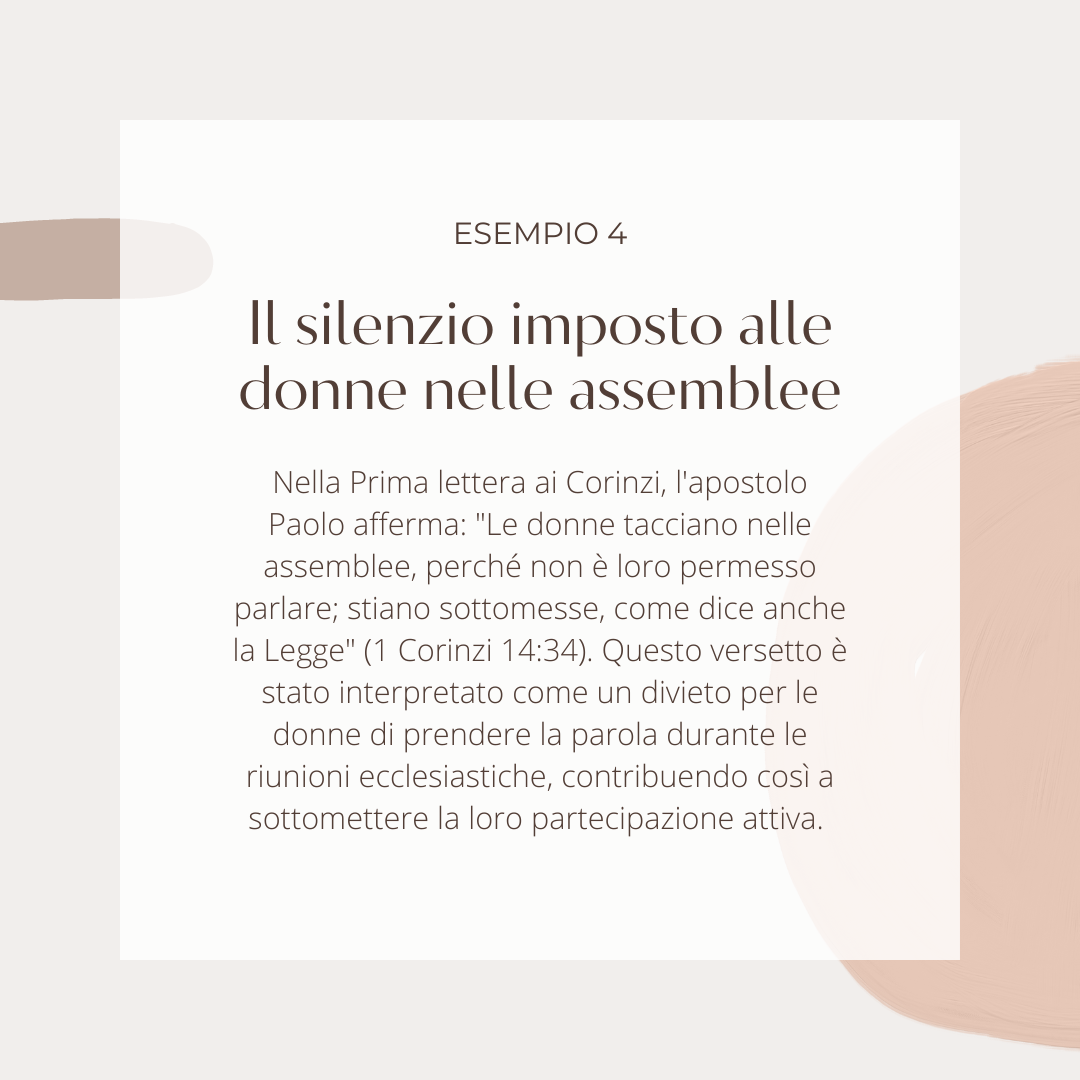 ESEMPIO 4
Il silenzio imposto alle
donne nelle assemblee
Nella Prima lettera ai Corinzi, l'apostolo
Paolo afferma: "Le donne tacciano nelle
assemblee, perché non è loro permesso
parlare; stiano sottomesse, come dice anche
la Legge" (1 Corinzi 14:34). Questo versetto è
stato interpretato come un divieto per le
donne di prendere la parola durante le
riunioni ecclesiastiche, contribuendo così a
sottomettere la loro partecipazione attiva.